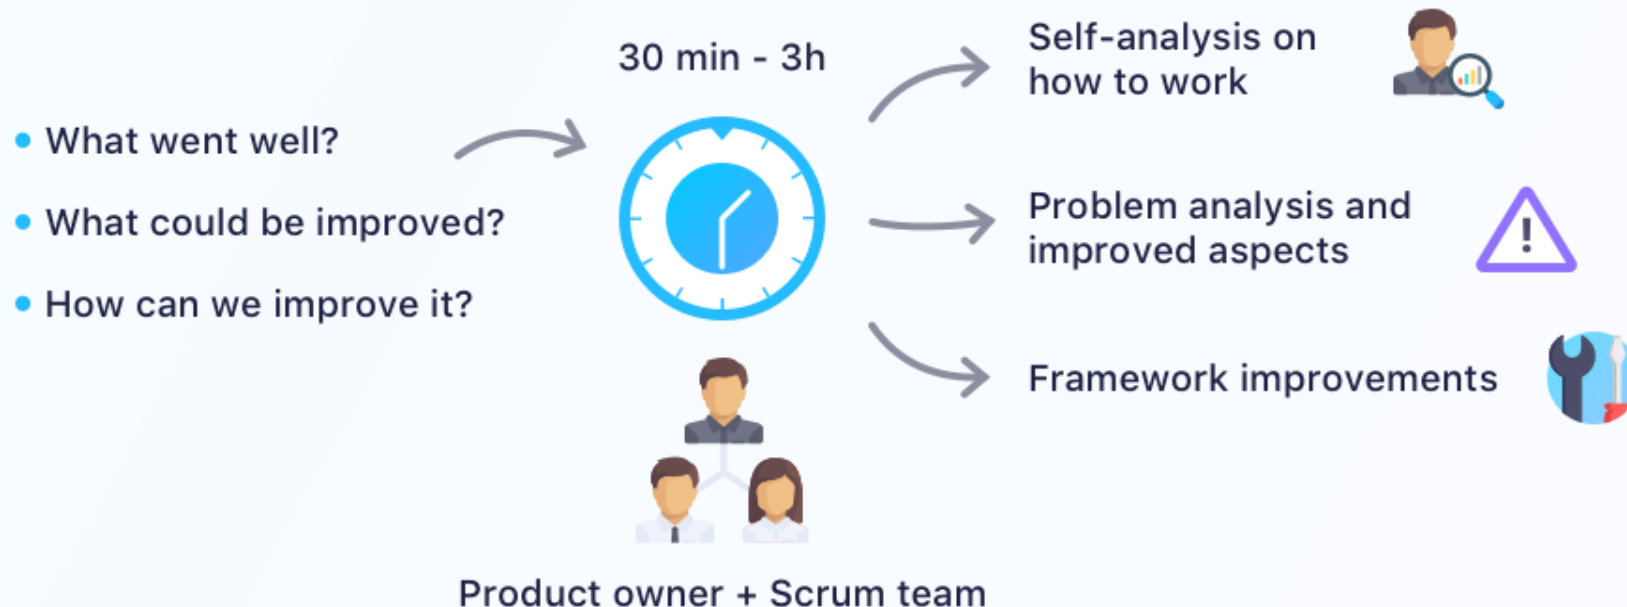 What went well?
What could be improved?
How can we improve it?
30 min - 3h
Product owner + Scrum team
Self-analysis on
how to work
Problem analysis and
improved aspects
!
Framework improvements